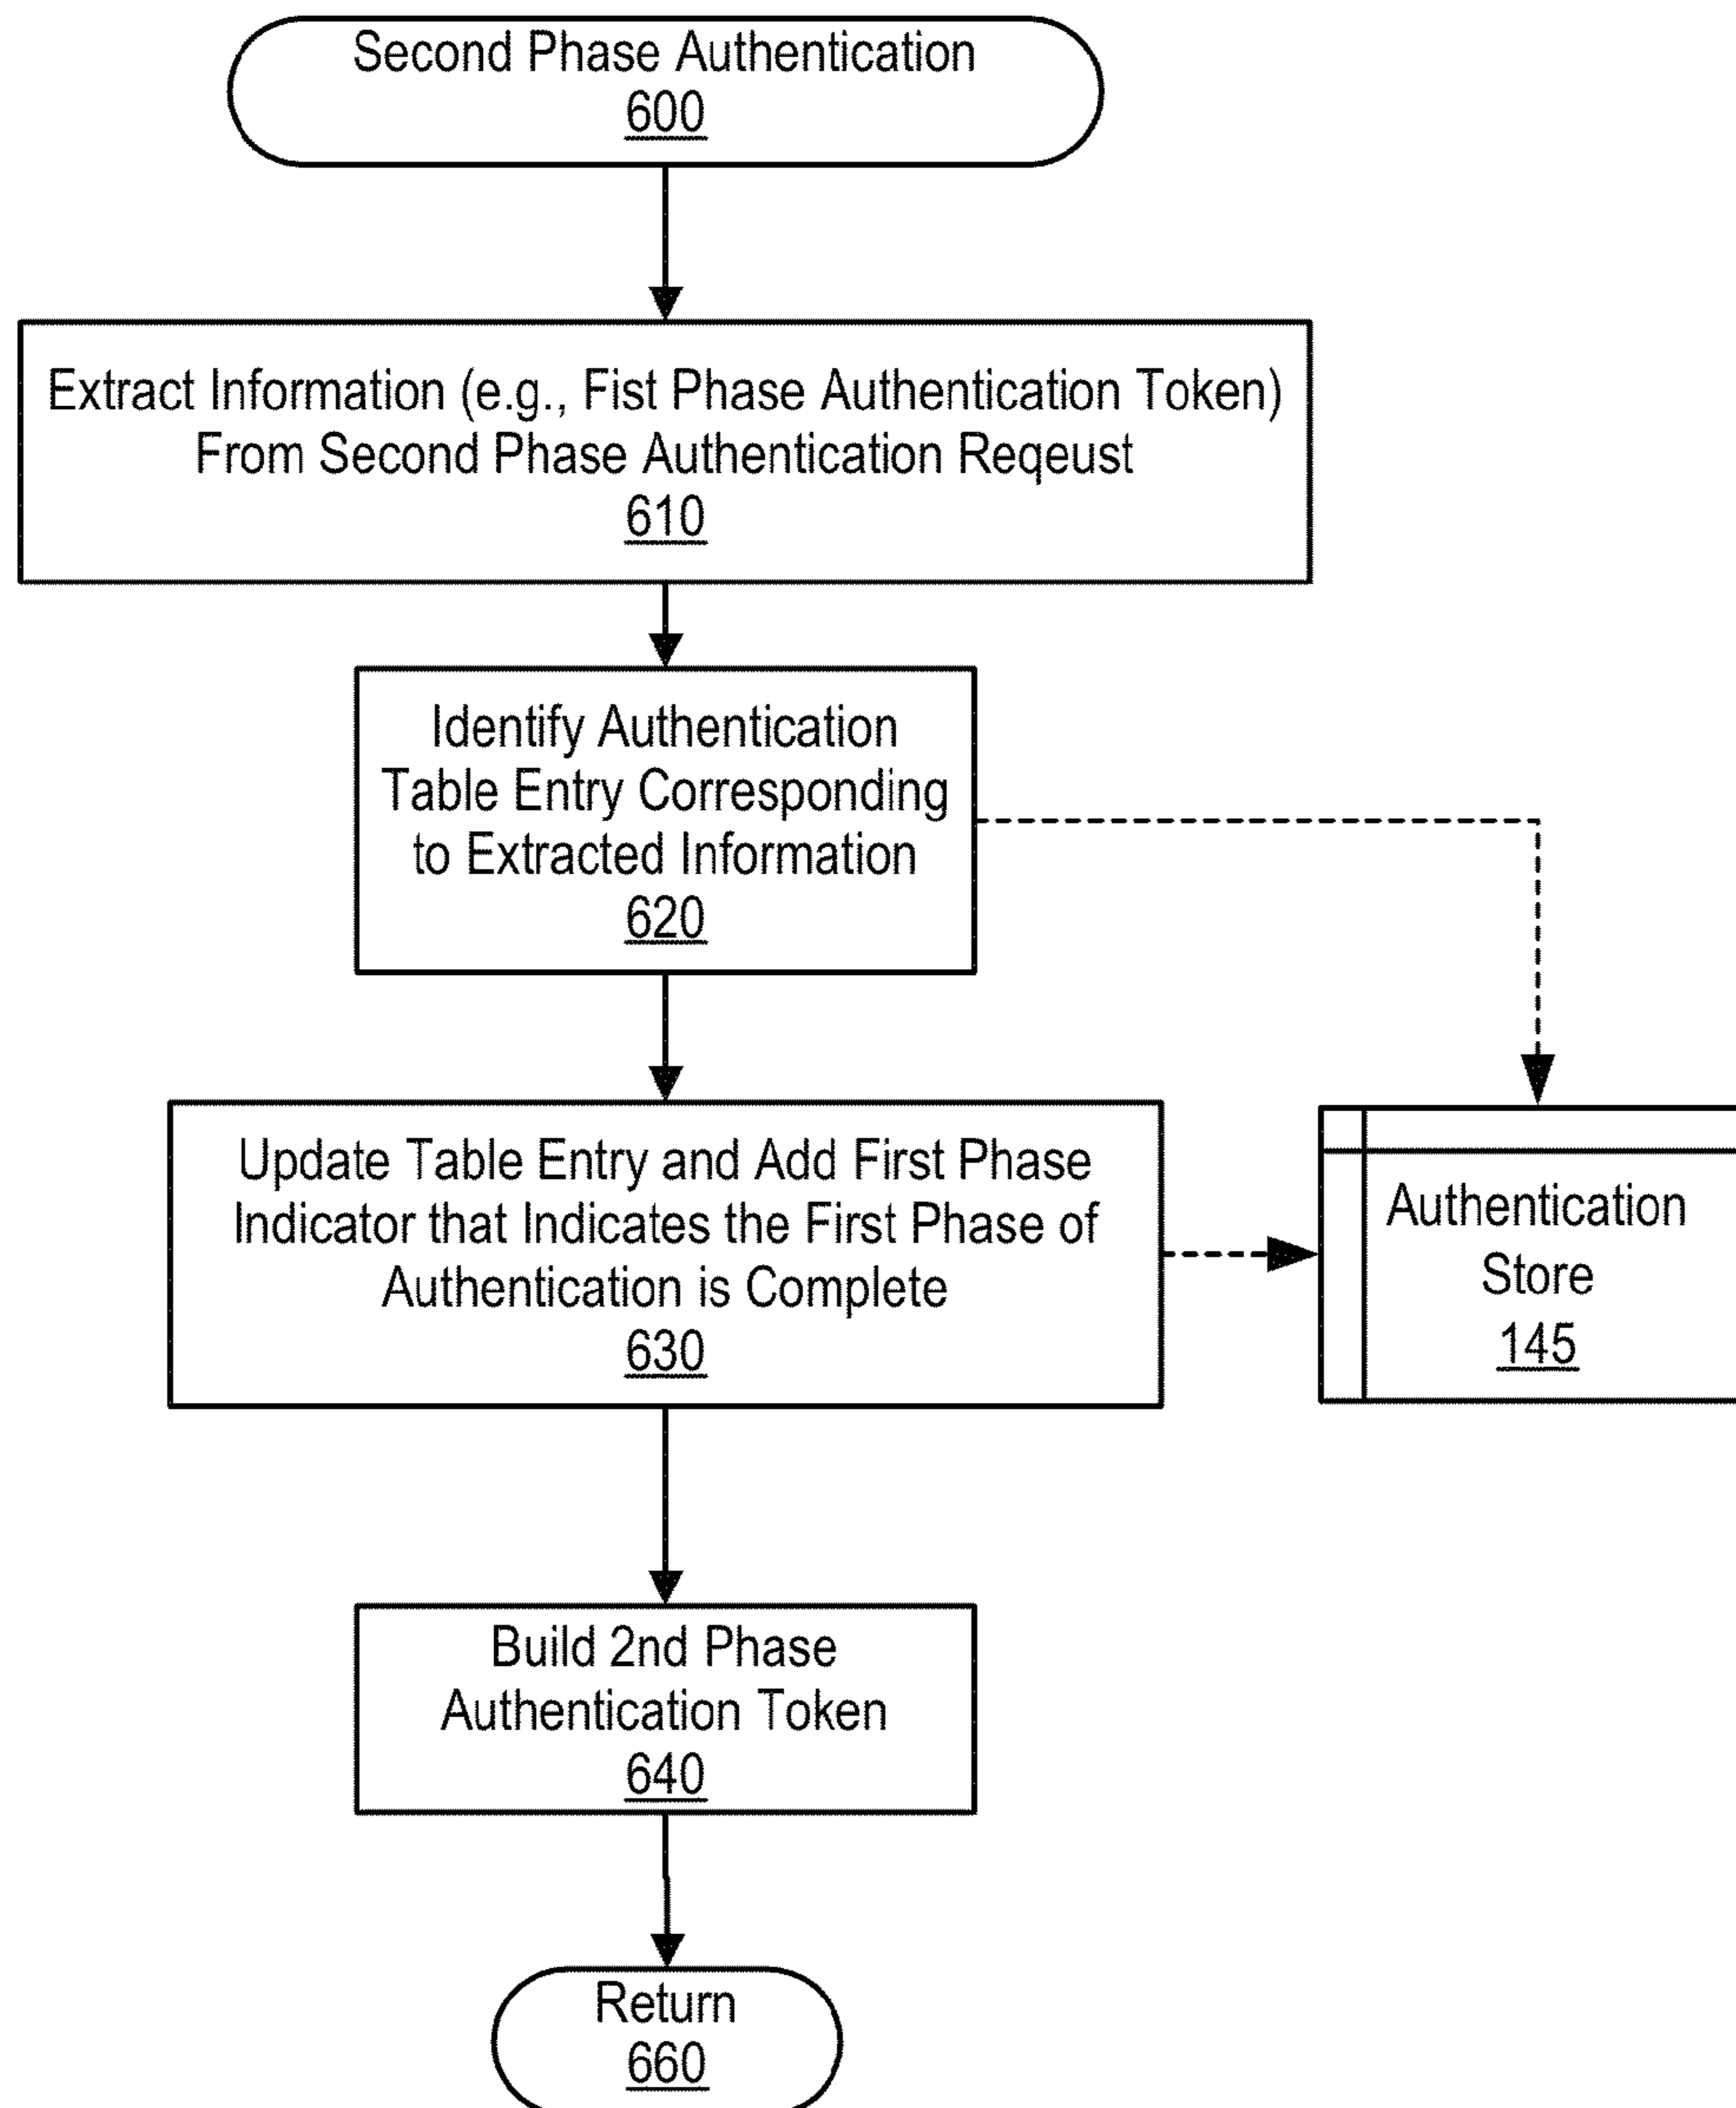 Second Phase Authentication
600
Extract Information (e.g., Fist Phase Authentication Token)
From Second Phase Authentication Reqeust
610
Identify Authentication
Table Entry Corresponding
to Extracted Information
620
Update Table Entry and Add First Phase
Indicator that Indicates the First Phase of
Authentication is Complete
630
Authentication
Store
145
Build 2nd Phase
Authentication Token
640
Return
660